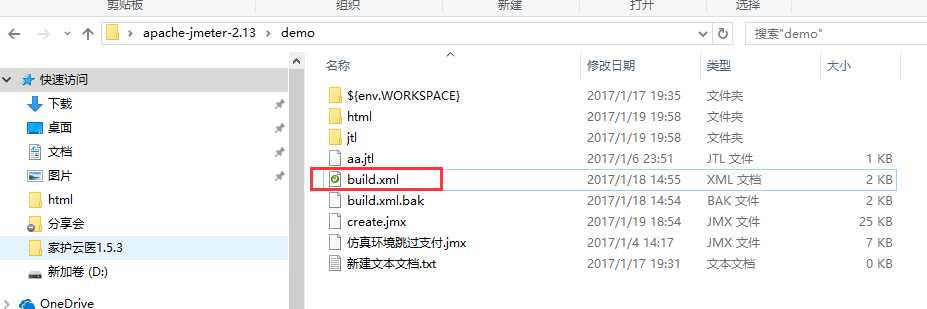 剪贴板 组织 新建 打开 选择
apache-jmeter-2.13 demo 搜索"demo"
快速访问
下载
桌面
文档
图片
html
分享会
家护云医1.5.3
新加卷 (D:)
OneDrive
名称 修改日期 类型 大小
${env.WORKSPACE} 2017/1/17 19:35 文件夹
html 2017/1/19 19:58 文件夹
jtl 2017/1/19 19:58 文件夹
aa.jtl 2017/1/6 23:51 JTL 文件 1 KB
build.xml 2017/1/18 14:55 XML 文档 2 KB
build.xml.bak 2017/1/18 14:54 BAK 文件 2 KB
create.jmx 2017/1/19 18:54 JMX 文件 25 KB
仿真环境跳过支付.jmx 2017/1/4 14:17 JMX 文件 7 KB
新建文本文档.txt 2017/1/17 19:31 文本文档 0 KB